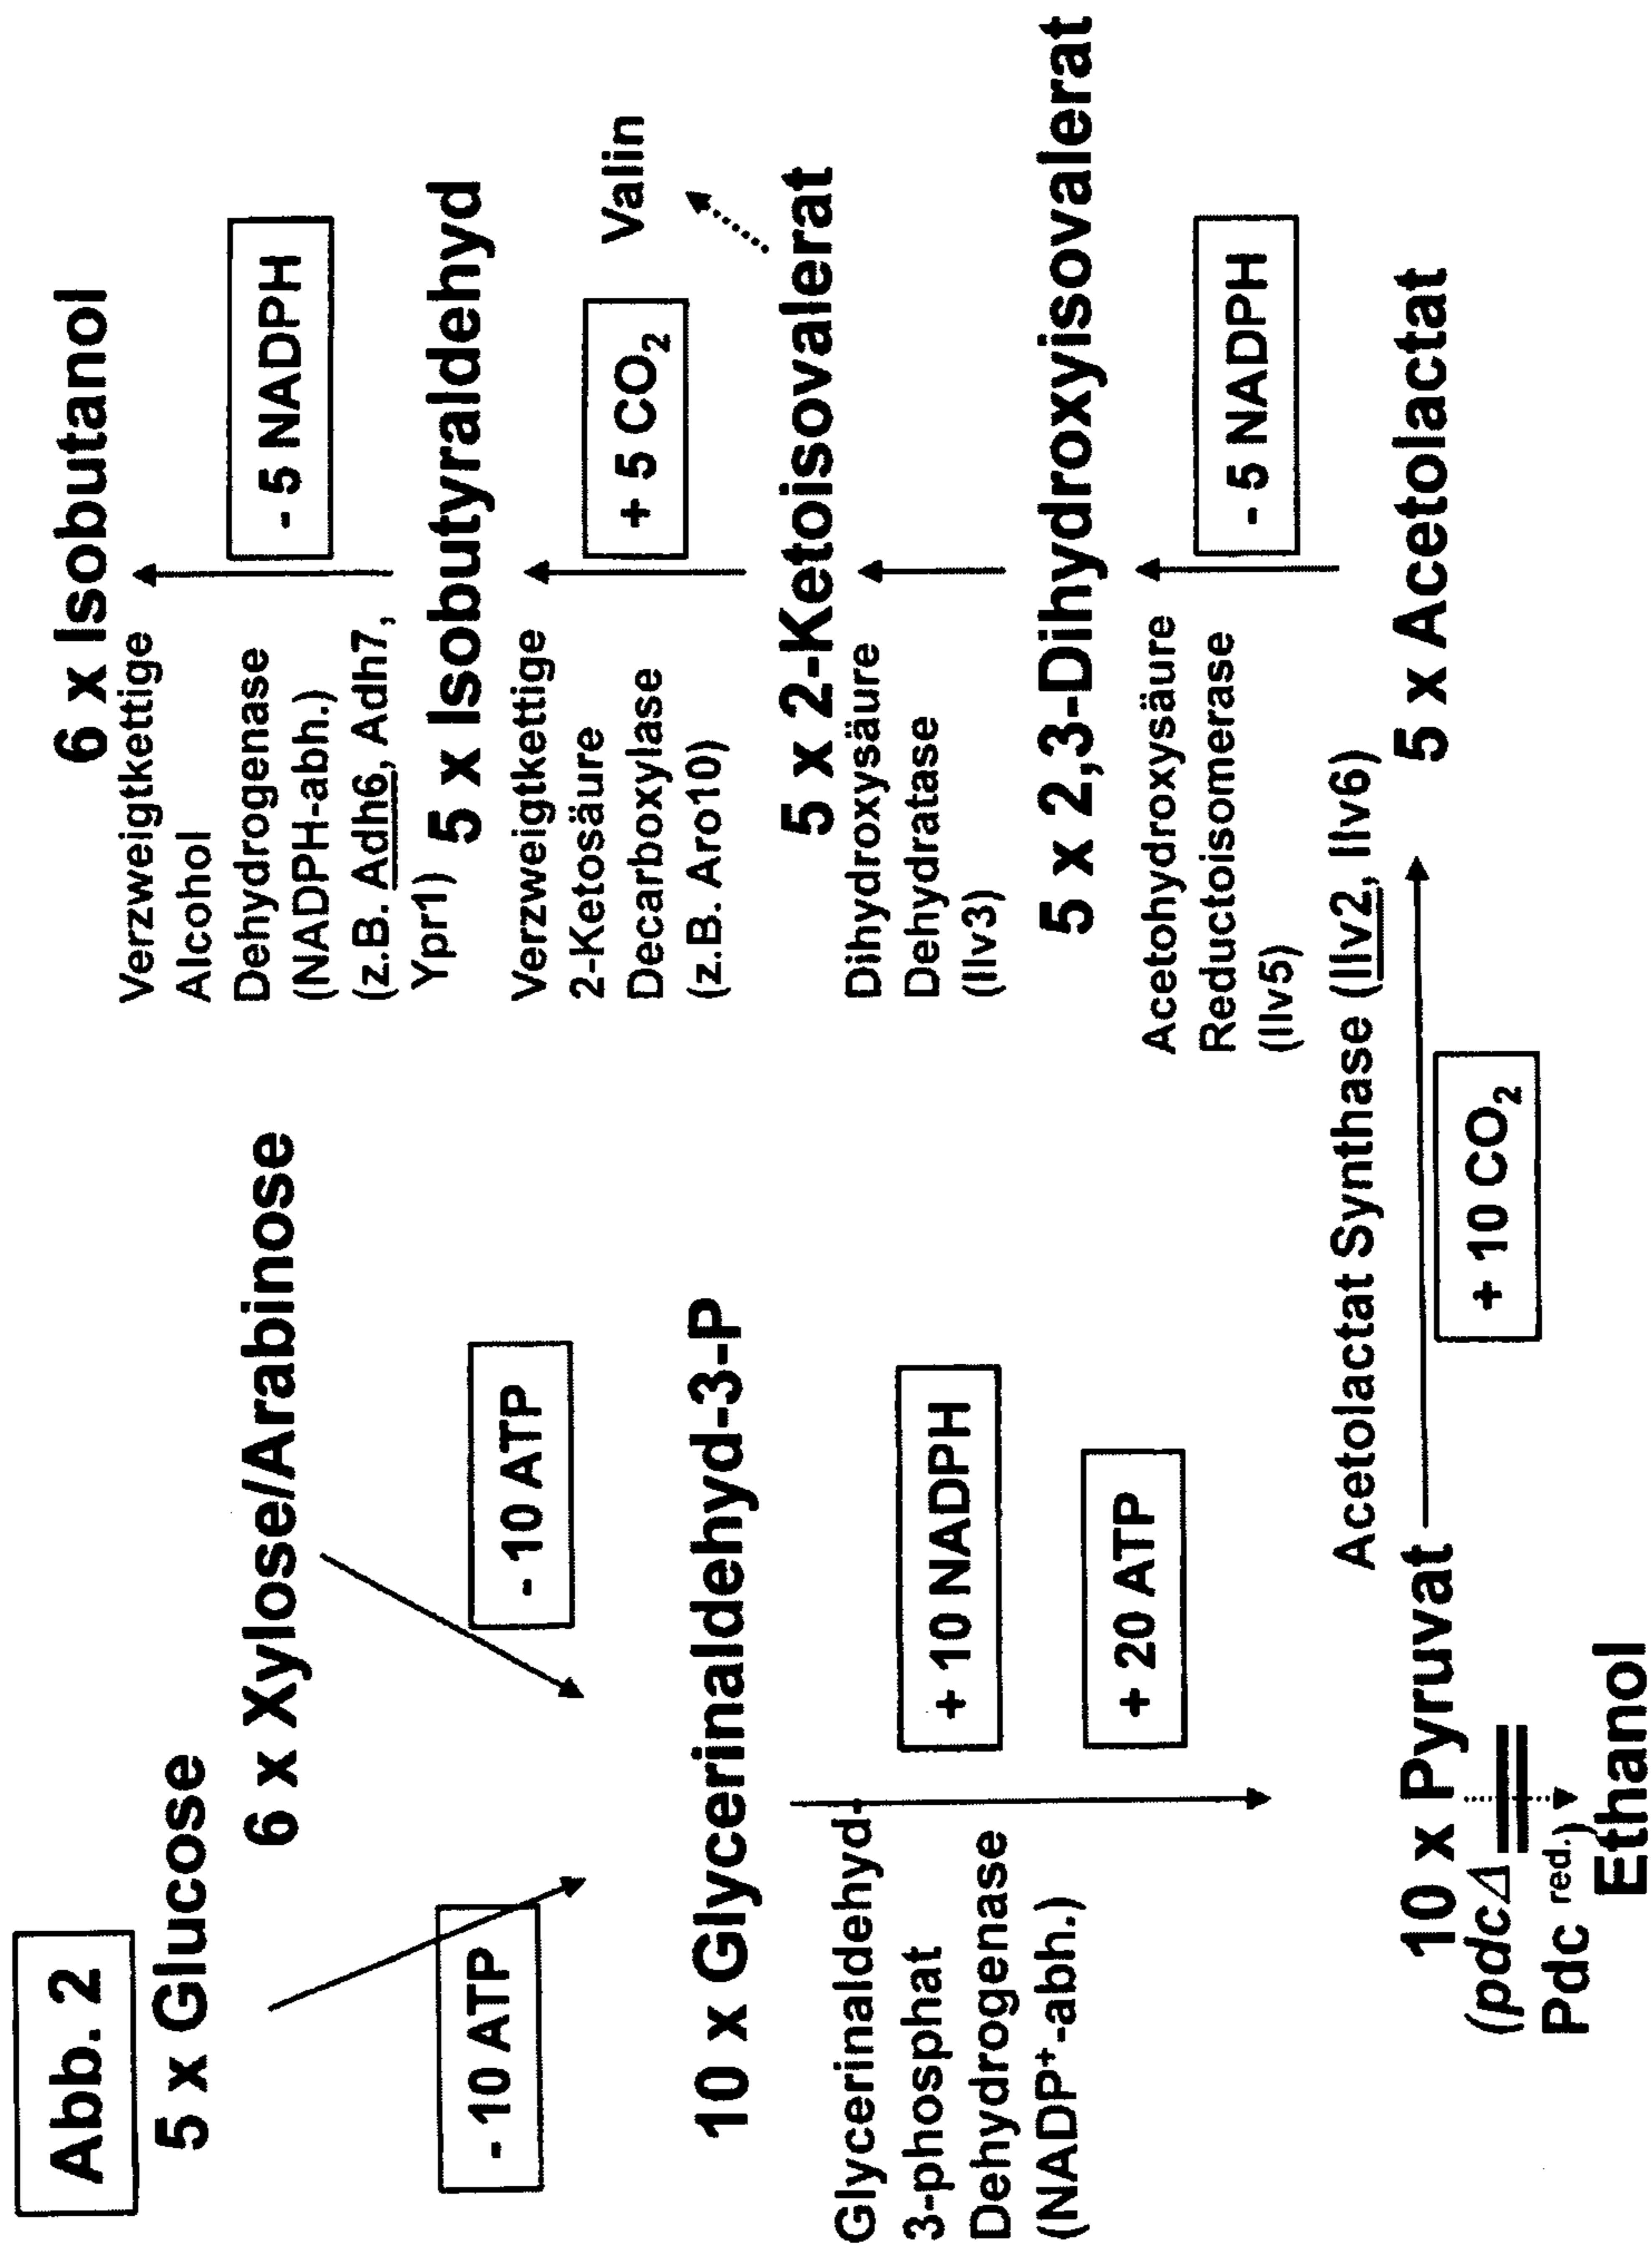 Abb. 2
5 x Glucose
6 x Xylose/Arabinose
- 10 ATP
- 10 ATP
10 x Glycerinaldehyd-3-P
Glycerinaldehyd-
3-phosphat
Dehydrogenase
(NADP⁺-abh.)
+ 10 NADPH
+ 20 ATP
10 x Pyruvat
(pdcΔ
Pdc red.)
Ethanol
Acetolactat Synthase (Ilv2, Ilv6)
+ 10 CO₂
5 x Acetolactat
Acetohydroxysäure
Reductoisomerase
(Ilv5)
- 5 NADPH
5 x 2,3-Dihydroxyisovalerat
Dihydroxysäure
Dehydratase
(Ilv3)
5 x 2-Ketoisovalerat
Valin
Verzweigtkettige
2-Ketosäure
Decarboxylase
(z.B. Aro10)
+ 5 CO₂
5 x Isobutyraldehyd
Verzweigtkettige
Alcohol
Dehydrogenase
(NADPH-abh.)
(z.B. Adh6, Adh7,
Ypr1)
- 5 NADPH
6 x Isobutanol